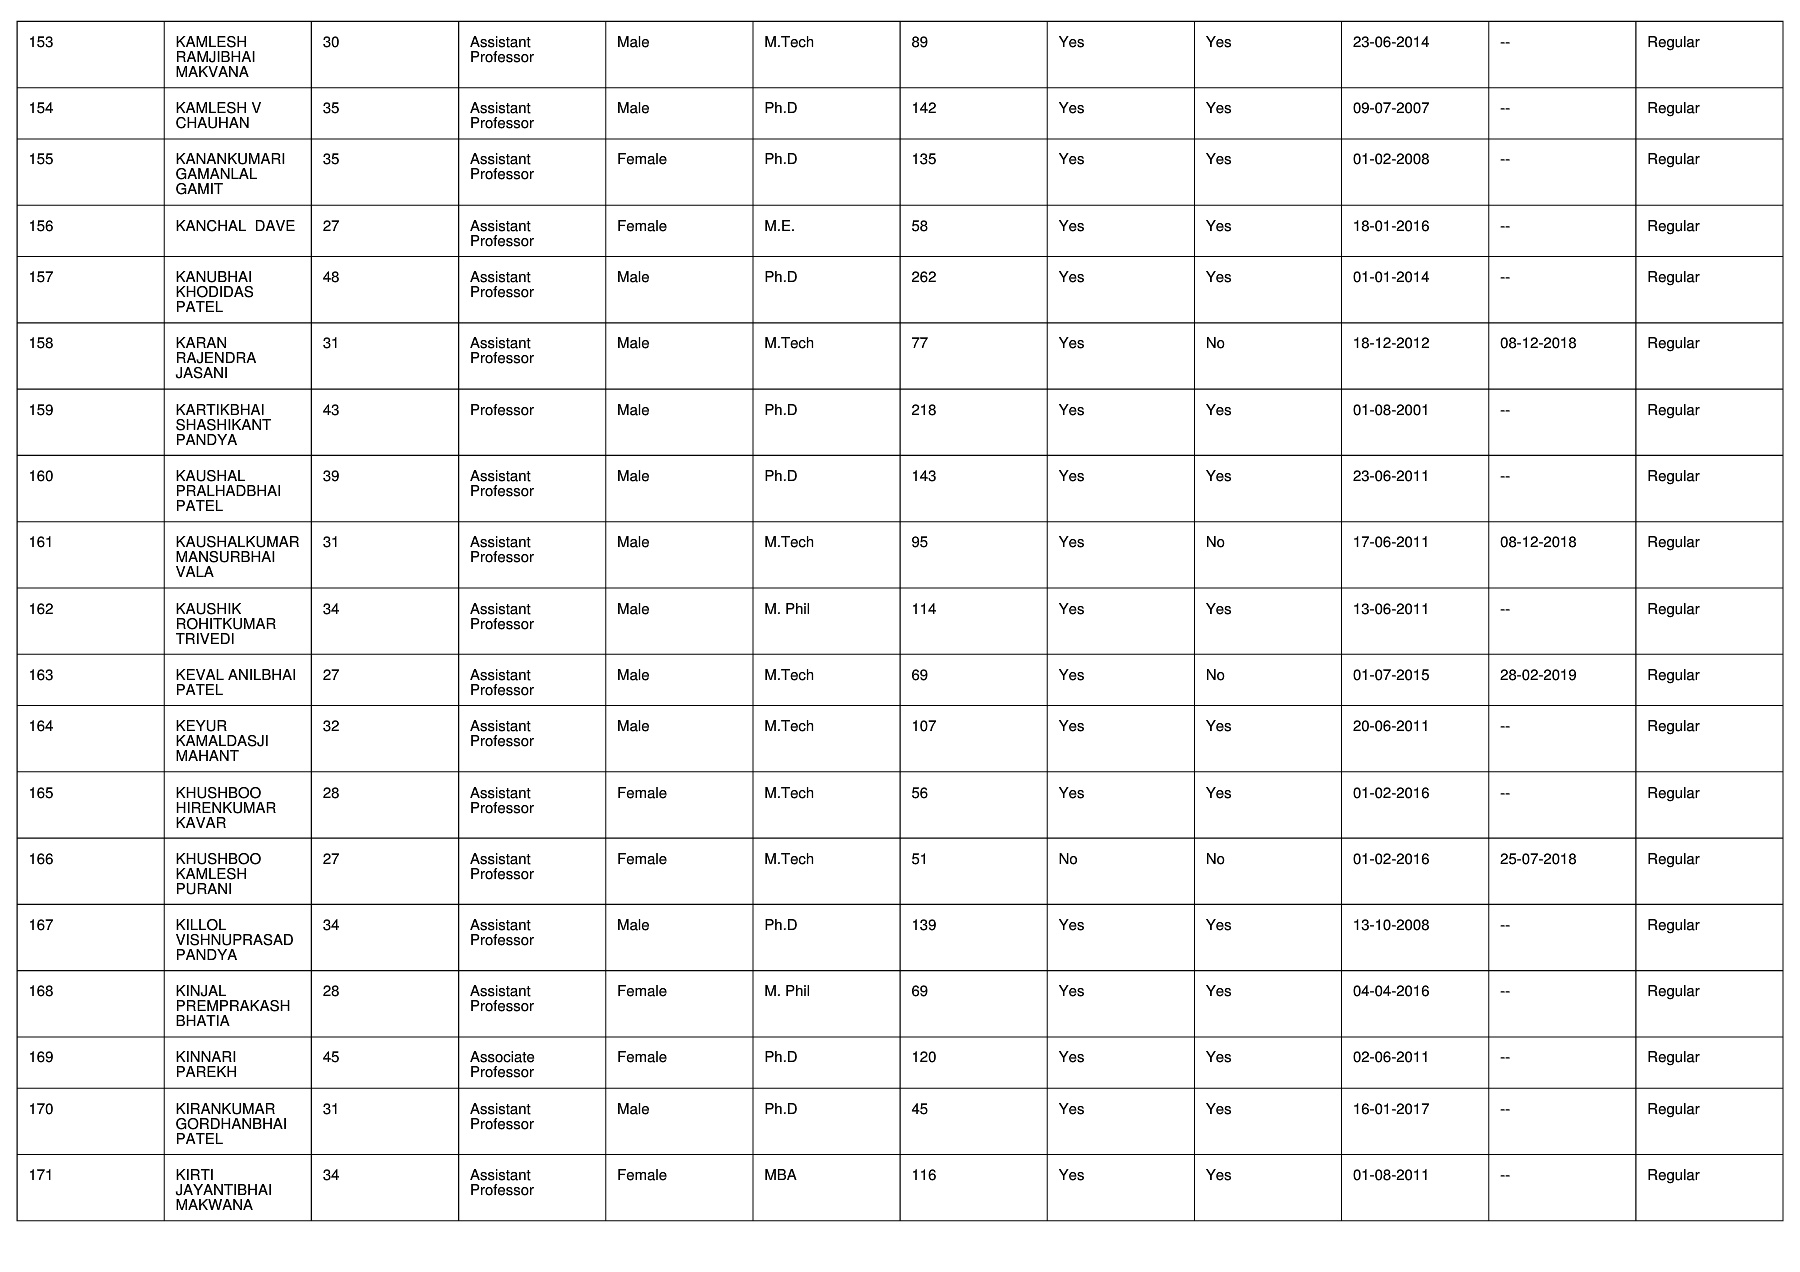 153 KAMLESH RAMJIBHAI MAKVANA 30 Assistant Professor Male M.Tech 89 Yes Yes 23-06-2014 -- Regular
154 KAMLESH V CHAUHAN 35 Assistant Professor Male Ph.D 142 Yes Yes 09-07-2007 -- Regular
155 KANANKUMARI GAMANLAL GAMIT 35 Assistant Professor Female Ph.D 135 Yes Yes 01-02-2008 -- Regular
156 KANCHAL DAVE 27 Assistant Professor Female M.E. 58 Yes Yes 18-01-2016 -- Regular
157 KANUBHAI KHODIDAS PATEL 48 Assistant Professor Male Ph.D 262 Yes Yes 01-01-2014 -- Regular
158 KARAN RAJENDRA JASANI 31 Assistant Professor Male M.Tech 77 Yes No 18-12-2012 08-12-2018 Regular
159 KARTIKBHAI SHASHIKANT PANDYA 43 Professor Male Ph.D 218 Yes Yes 01-08-2001 -- Regular
160 KAUSHAL PRALHADBHAI PATEL 39 Assistant Professor Male Ph.D 143 Yes Yes 23-06-2011 -- Regular
161 KAUSHALKUMAR MANSURBHAI VALA 31 Assistant Professor Male M.Tech 95 Yes No 17-06-2011 08-12-2018 Regular
162 KAUSHIK ROHITKUMAR TRIVEDI 34 Assistant Professor Male M. Phil 114 Yes Yes 13-06-2011 -- Regular
163 KEVAL ANILBHAI PATEL 27 Assistant Professor Male M.Tech 69 Yes No 01-07-2015 28-02-2019 Regular
164 KEYUR KAMALDASJI MAHANT 32 Assistant Professor Male M.Tech 107 Yes Yes 20-06-2011 -- Regular
165 KHUSHBOO HIRENKUMAR KAVAR 28 Assistant Professor Female M.Tech 56 Yes Yes 01-02-2016 -- Regular
166 KHUSHBOO KAMLESH PURANI 27 Assistant Professor Female M.Tech 51 No No 01-02-2016 25-07-2018 Regular
167 KILLOL VISHNUPRASAD PANDYA 34 Assistant Professor Male Ph.D 139 Yes Yes 13-10-2008 -- Regular
168 KINJAL PREMPRAKASH BHATIA 28 Assistant Professor Female M. Phil 69 Yes Yes 04-04-2016 -- Regular
169 KINNARI PAREKH 45 Associate Professor Female Ph.D 120 Yes Yes 02-06-2011 -- Regular
170 KIRANKUMAR GORDHANBHAI PATEL 31 Assistant Professor Male Ph.D 45 Yes Yes 16-01-2017 -- Regular
171 KIRTI JAYANTIBHAI MAKWANA 34 Assistant Professor Female MBA 116 Yes Yes 01-08-2011 -- Regular